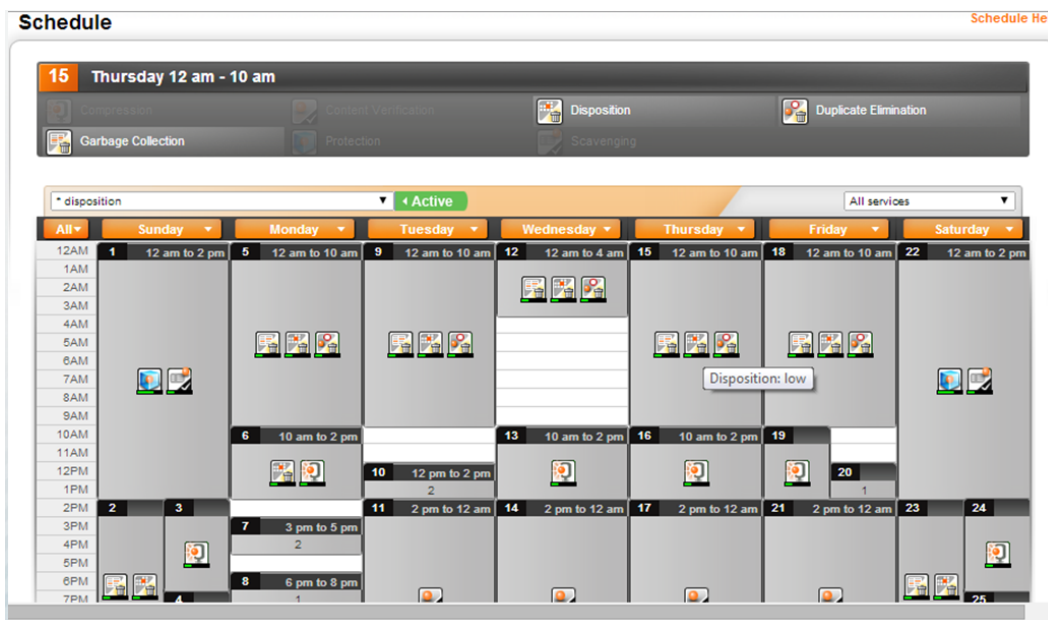 Schedule
Schedule He
15 Thursday 12 am - 10 am
Compression Content Verification Disposition Duplicate Elimination
Garbage Collection Protection Scavenging
* disposition Active All services
All Sunday Monday Tuesday Wednesday Thursday Friday Saturday
12AM 1 12 am to 2 pm 5 12 am to 10 am 9 12 am to 10 am 12 12 am to 4 am 15 12 am to 10 am 18 12 am to 10 am 22 12 am to 2 pm
1AM
2AM
3AM
4AM
5AM
6AM
7AM Disposition: low
8AM
9AM
10AM 6 10 am to 2 pm 13 10 am to 2 pm 16 10 am to 2 pm 19
11AM
12PM 10 12 pm to 2 pm 20
1PM 2 1
2PM 2 3 11 2 pm to 12 am 14 2 pm to 12 am 17 2 pm to 12 am 21 2 pm to 12 am 23 24
3PM 7 3 pm to 5 pm
4PM 2
5PM
6PM 8 6 pm to 8 pm
7PM 4 1 25